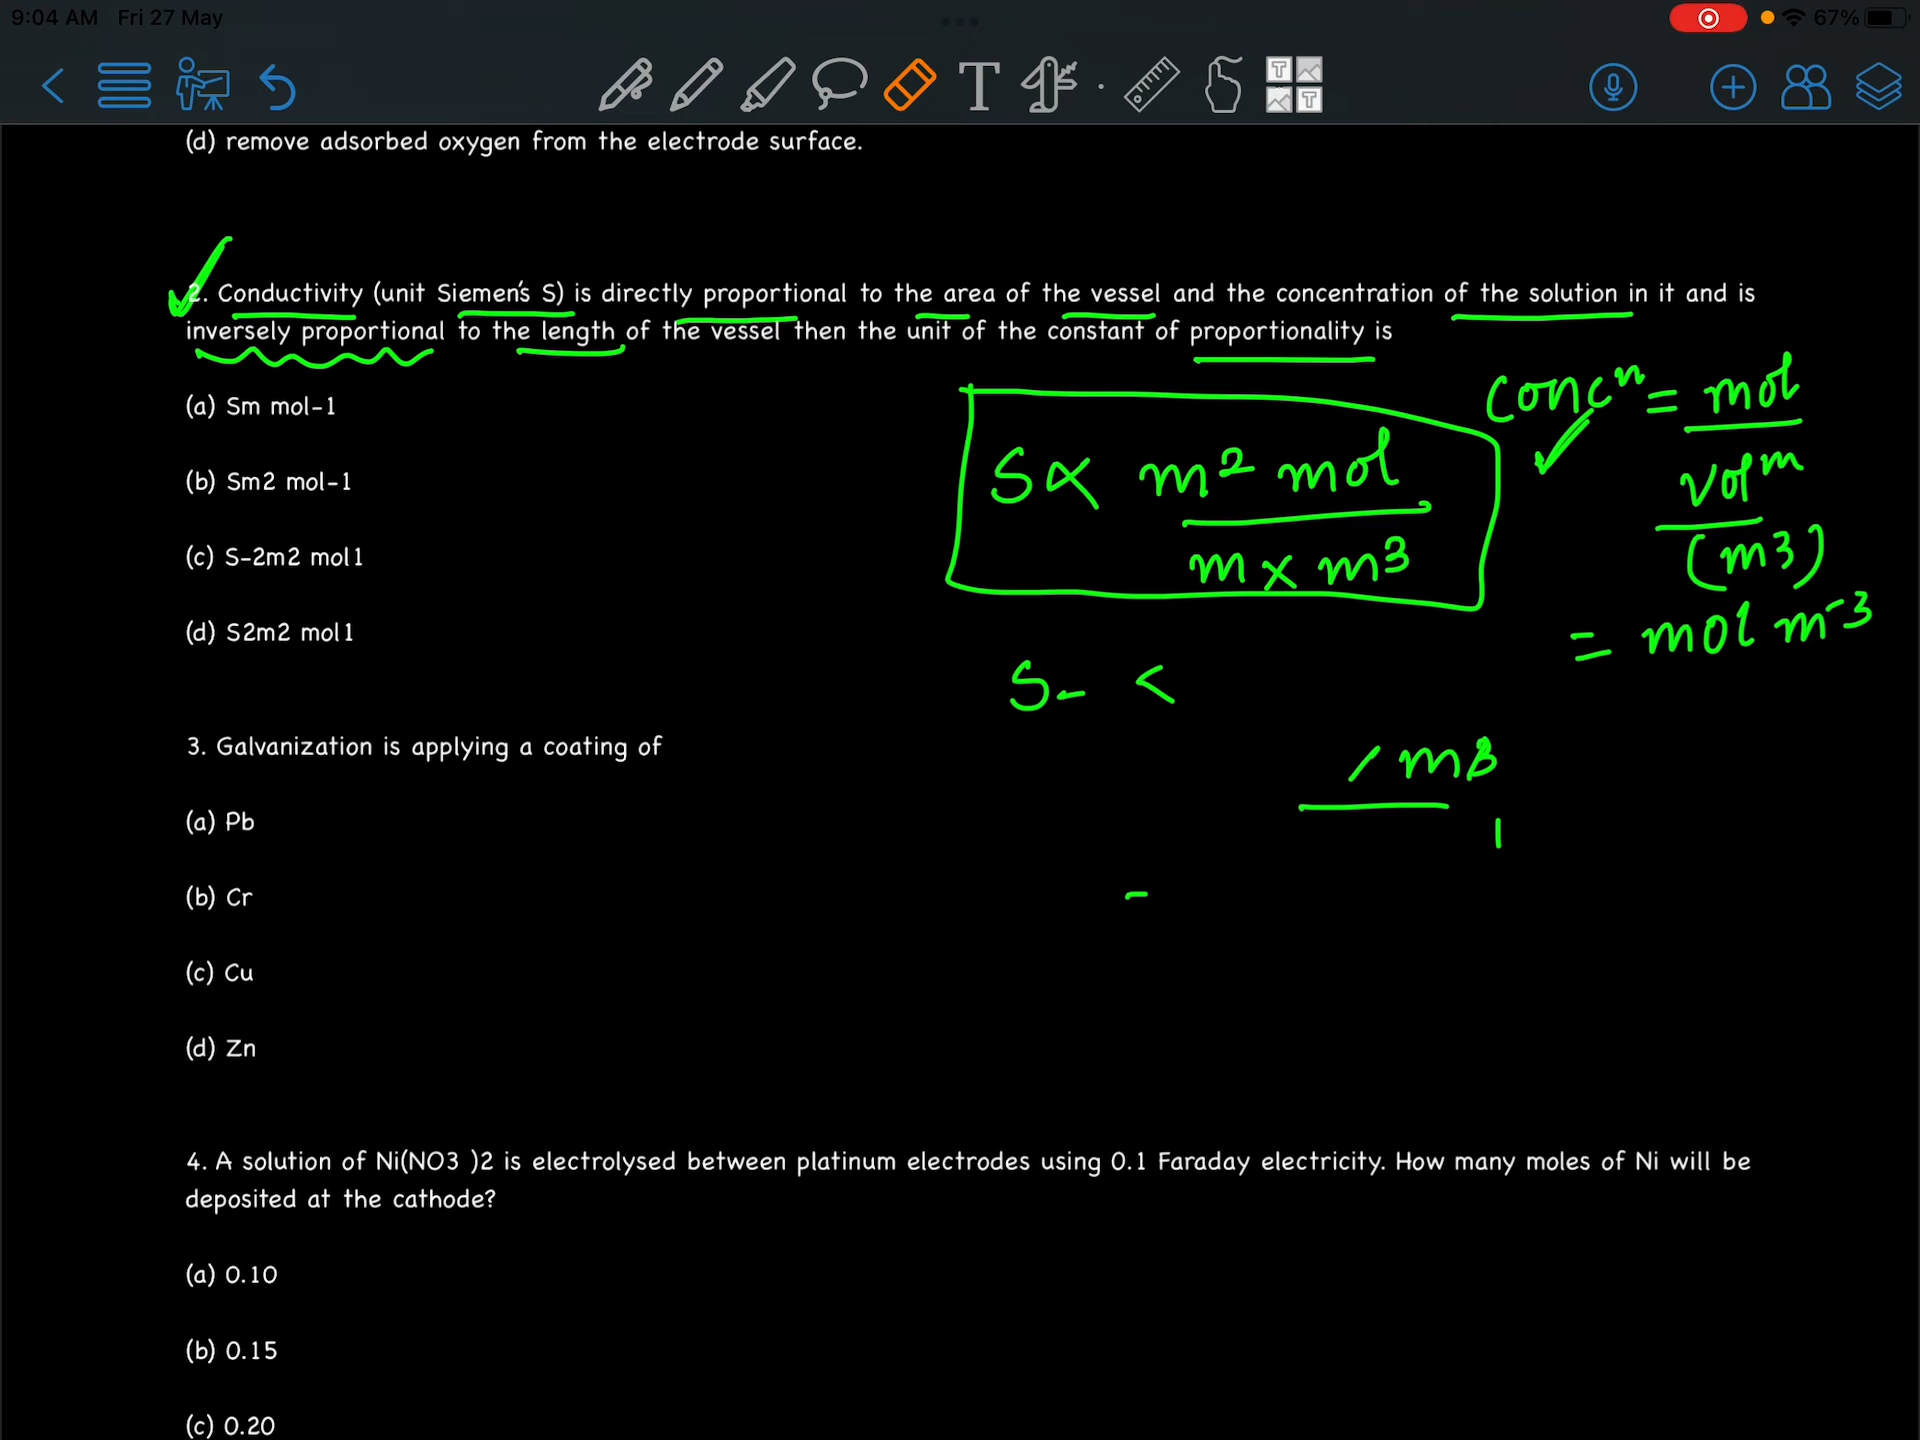 9:04 AM Fri 27 May
67%
(d) remove adsorbed oxygen from the electrode surface.
2. Conductivity (unit Siemen's S) is directly proportional to the area of the vessel and the concentration of the solution in it and is
inversely proportional to the length of the vessel then the unit of the constant of proportionality is
(a) Sm mol-1
(b) Sm2 mol-1
(c) S-2m2 mol1
(d) S2m2 mol1
S∝ m² mol
m × m³
Concⁿ = mol
volᵐ
(m³)
= mol m⁻³
S- <
/ m3
-
3. Galvanization is applying a coating of
(a) Pb
(b) Cr
(c) Cu
(d) Zn
4. A solution of Ni(NO3 )2 is electrolysed between platinum electrodes using 0.1 Faraday electricity. How many moles of Ni will be
deposited at the cathode?
(a) 0.10
(b) 0.15
(c) 0.20